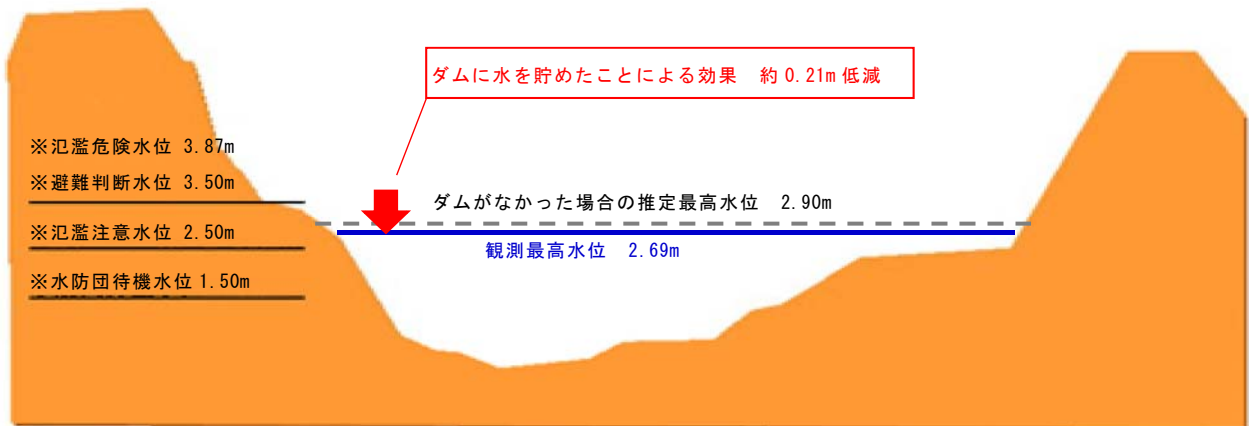 ダムに水を貯めたことによる効果　約 0.21m 低減
※氾濫危険水位 3.87m
※避難判断水位 3.50m
ダムがなかった場合の推定最高水位　2.90m
※氾濫注意水位 2.50m
観測最高水位　2.69m
※水防団待機水位 1.50m